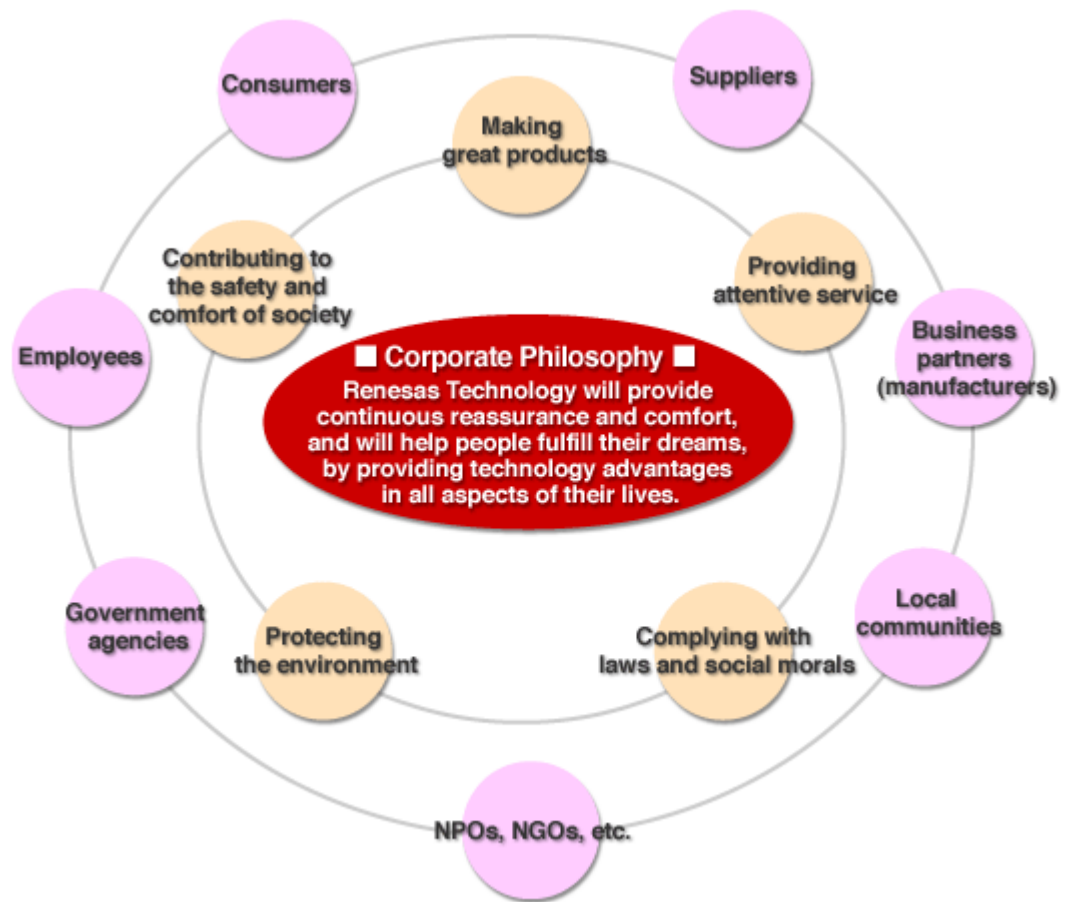 Consumers
Suppliers
Making
great products
Contributing to
the safety and
comfort of society
Providing
attentive service
Employees
Business
partners
(manufacturers)
■ Corporate Philosophy ■
Renesas Technology will provide
continuous reassurance and comfort,
and will help people fulfill their dreams,
by providing technology advantages
in all aspects of their lives.
Government
agencies
Protecting
the environment
Complying with
laws and social morals
Local
communities
NPOs, NGOs, etc.